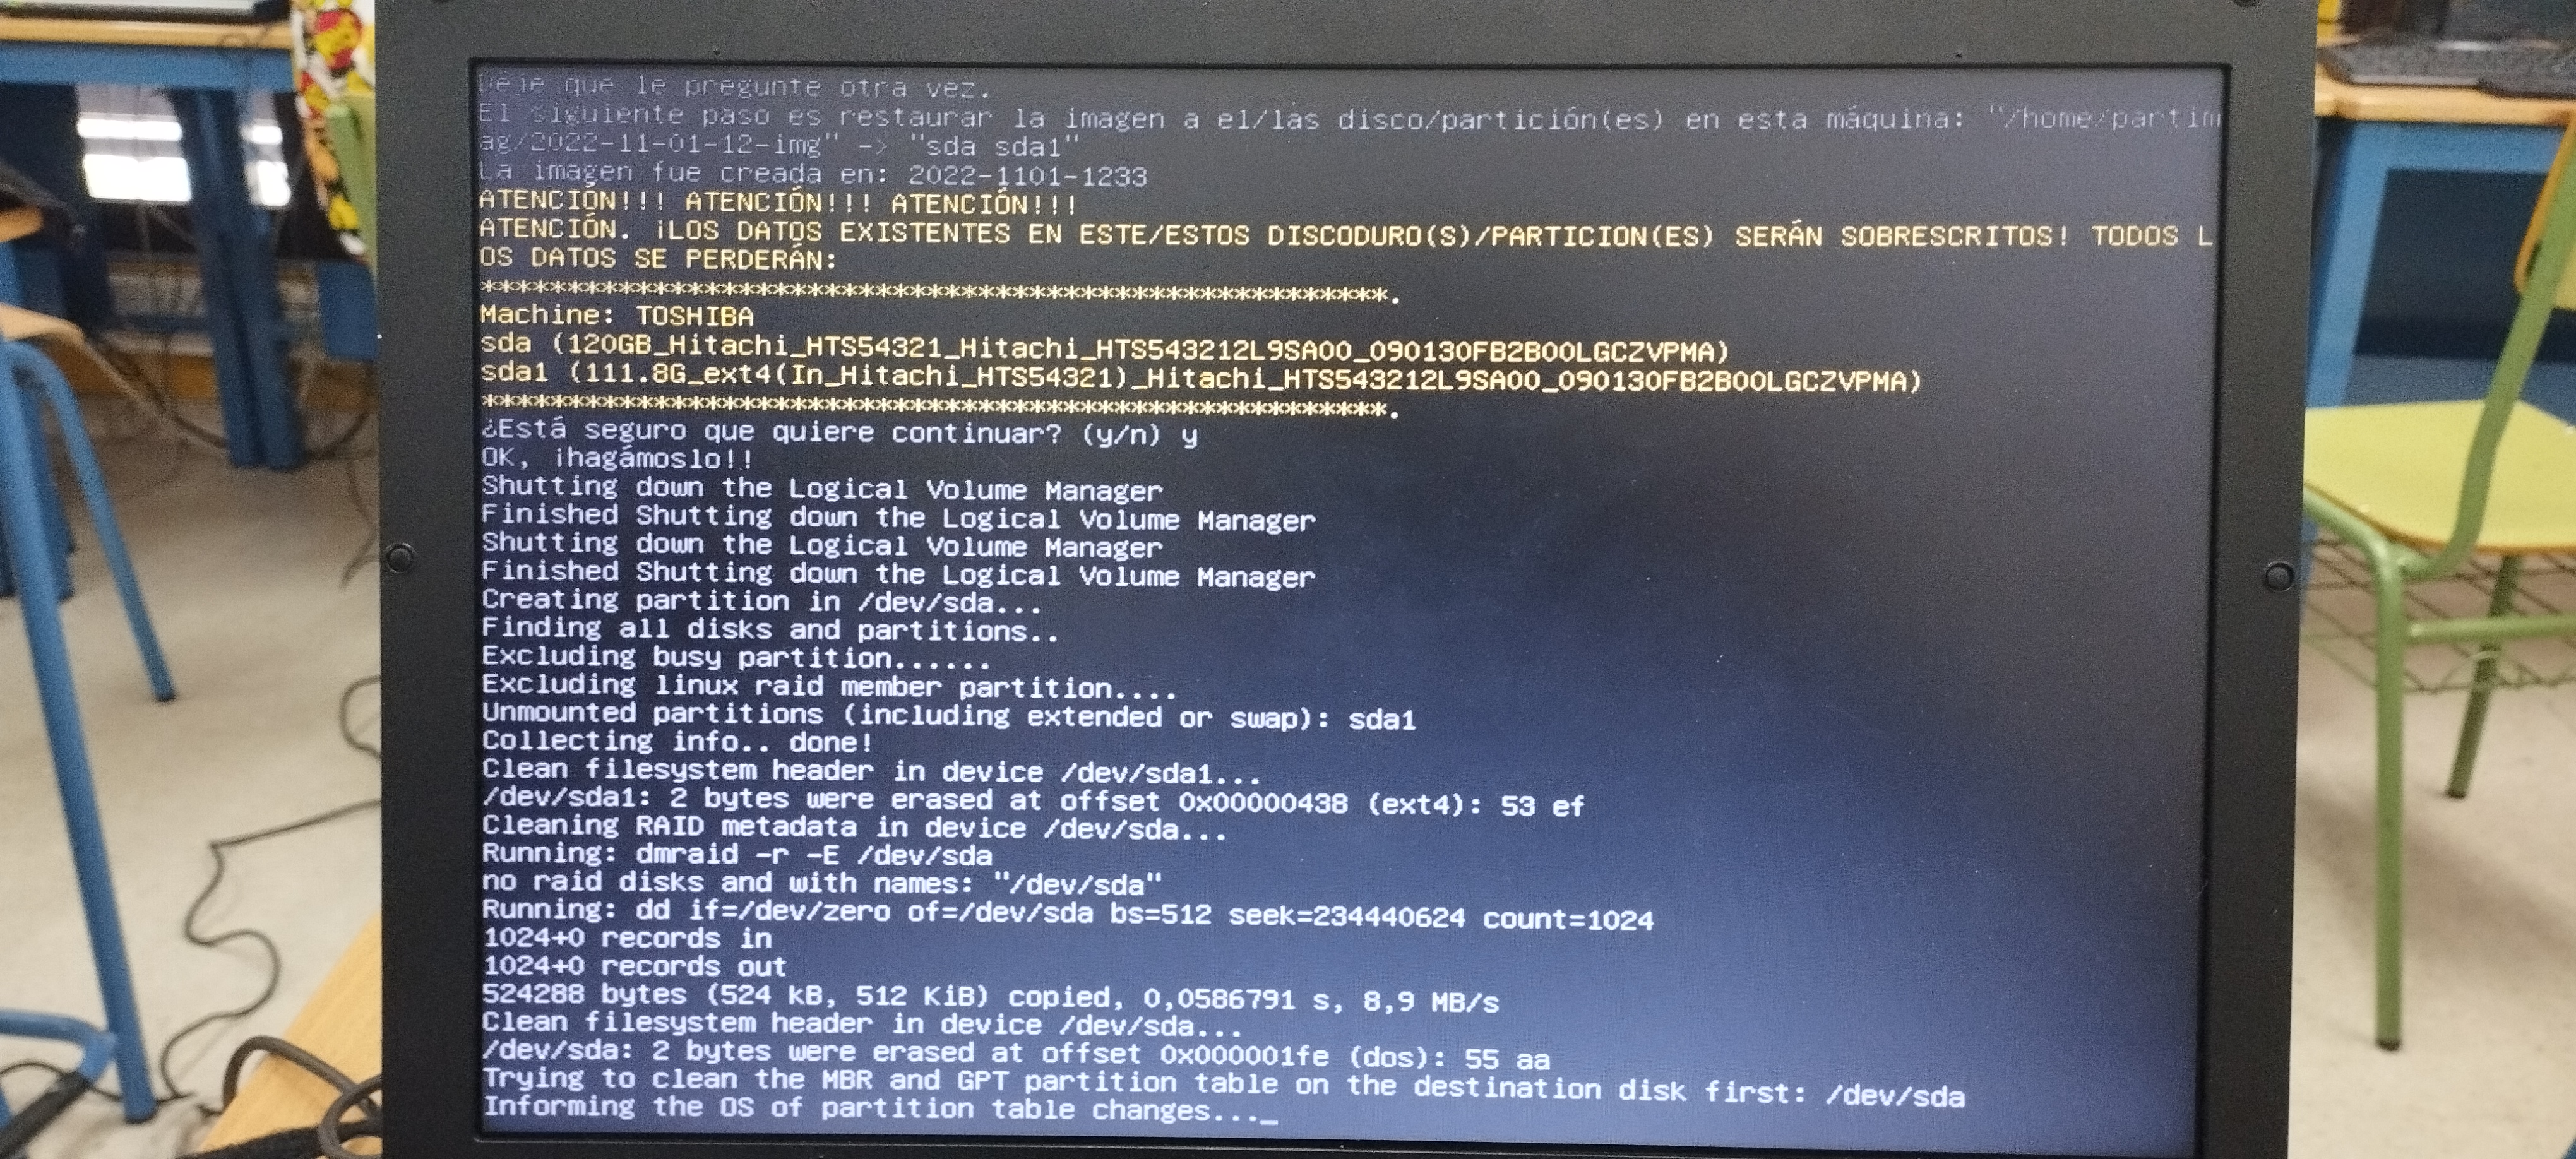 Deje que le pregunte otra vez.
El siguiente paso es restaurar la imagen a el/las disco/partición(es) en esta máquina: "/home/partim
ag/2022-11-01-12-img" -> "sda sda1"
La imagen fue creada en: 2022-1101-1233
ATENCIÓN!!! ATENCIÓN!!! ATENCIÓN!!!
ATENCIÓN. ¡LOS DATOS EXISTENTES EN ESTE/ESTOS DISCODURO(S)/PARTICION(ES) SERÁN SOBRESCRITOS! TODOS L
OS DATOS SE PERDERÁN:
*****************************************************.
Machine: TOSHIBA
sda (120GB_Hitachi_HTS54321_Hitachi_HTS543212L9SA00_090130FB2B00LGCZVPMA)
sda1 (111.8G_ext4(In_Hitachi_HTS54321)_Hitachi_HTS543212L9SA00_090130FB2B00LGCZVPMA)
*****************************************************.
¿Está seguro que quiere continuar? (y/n) y
OK, ¡hagámoslo!!
Shutting down the Logical Volume Manager
Finished Shutting down the Logical Volume Manager
Shutting down the Logical Volume Manager
Finished Shutting down the Logical Volume Manager
Creating partition in /dev/sda...
Finding all disks and partitions..
Excluding busy partition......
Excluding linux raid member partition....
Unmounted partitions (including extended or swap): sda1
Collecting info.. done!
Clean filesystem header in device /dev/sda1...
/dev/sda1: 2 bytes were erased at offset 0x00000438 (ext4): 53 ef
Cleaning RAID metadata in device /dev/sda...
Running: dmraid -r -E /dev/sda
no raid disks and with names: "/dev/sda"
Running: dd if=/dev/zero of=/dev/sda bs=512 seek=234440624 count=1024
1024+0 records in
1024+0 records out
524288 bytes (524 kB, 512 KiB) copied, 0,0586791 s, 8,9 MB/s
Clean filesystem header in device /dev/sda...
/dev/sda: 2 bytes were erased at offset 0x000001fe (dos): 55 aa
Trying to clean the MBR and GPT partition table on the destination disk first: /dev/sda
Informing the OS of partition table changes..._